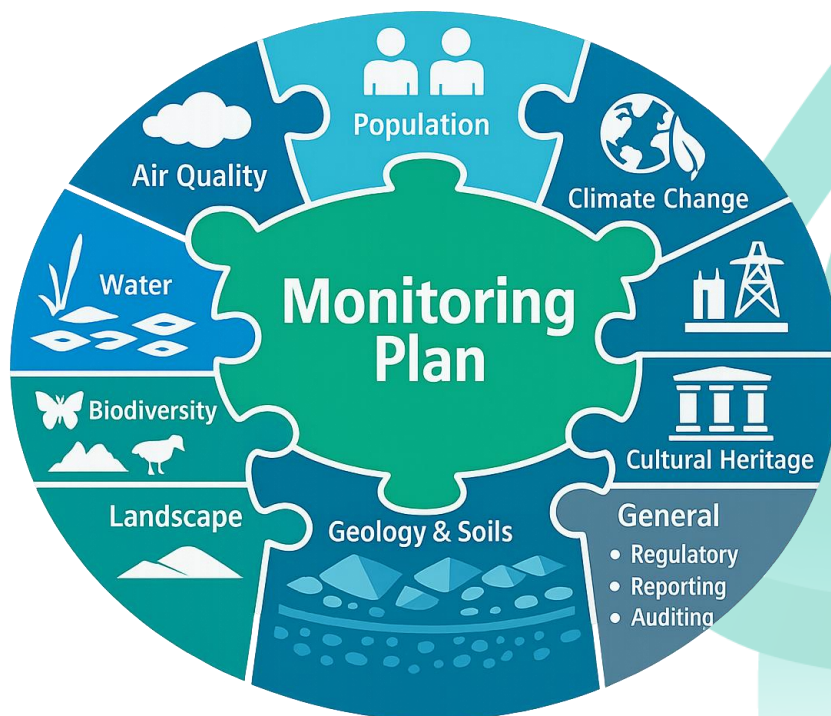 Population
Air Quality
Climate Change
Water
Monitoring
Plan
Biodiversity
Cultural Heritage
Landscape
Geology & Soils
General
• Regulatory
• Reporting
• Auditing